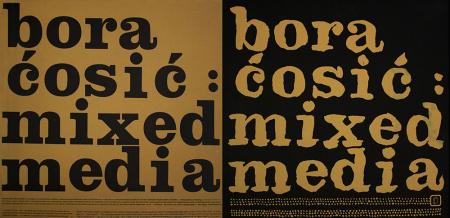 bora
ćosić :
mixed
media
bora
ćosić :
mixed
media